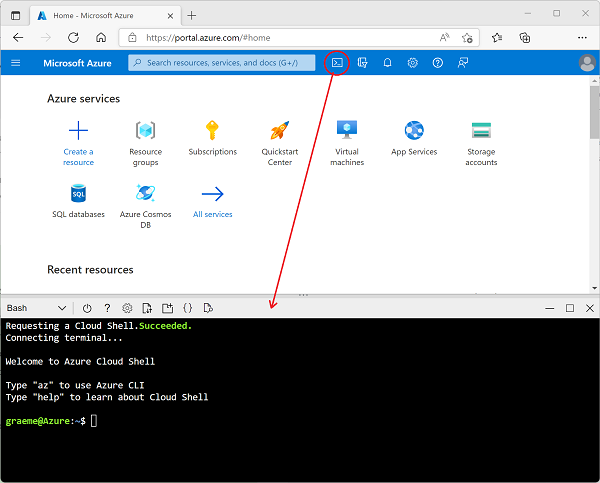 Home - Microsoft Azure
https://portal.azure.com/#home
Microsoft Azure
Search resources, services, and docs (G+/)
Azure services
Create a resource
Resource groups
Subscriptions
Quickstart Center
Virtual machines
App Services
Storage accounts
SQL
SQL databases
Azure Cosmos DB
All services
Recent resources
Bash
Requesting a Cloud Shell.Succeeded.
Connecting terminal...
Welcome to Azure Cloud Shell
Type "az" to use Azure CLI
Type "help" to learn about Cloud Shell
graeme@Azure:~$